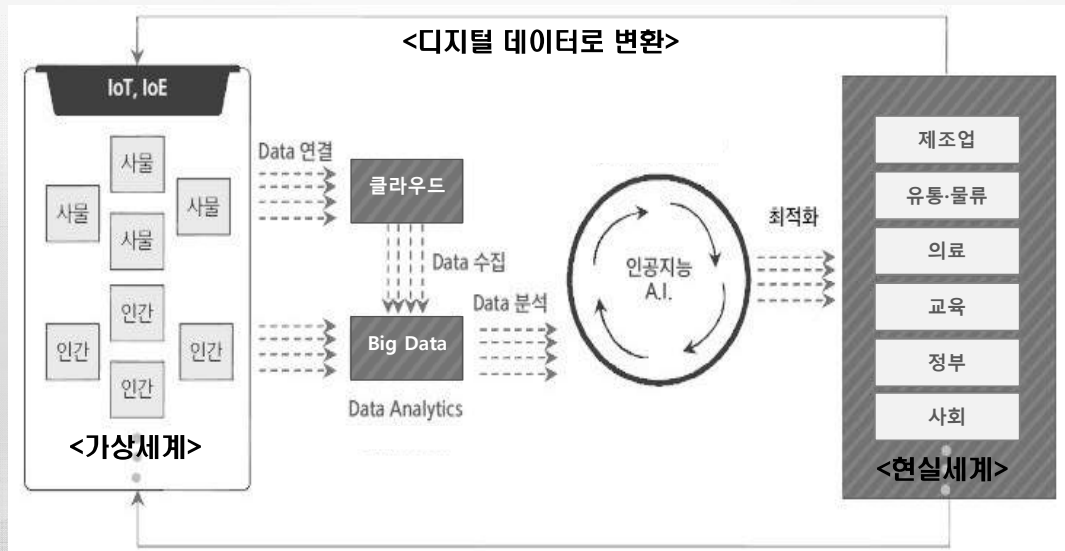 <디지털 데이터로 변환>
IoT, IoE
사물
사물
사물
사물
인간
인간
인간
인간
<가상세계>
Data 연결
클라우드
Data 수집
Big Data
Data Analytics
Data 분석
인공지능
A.I.
최적화
제조업
유통·물류
의료
교육
정부
사회
<현실세계>